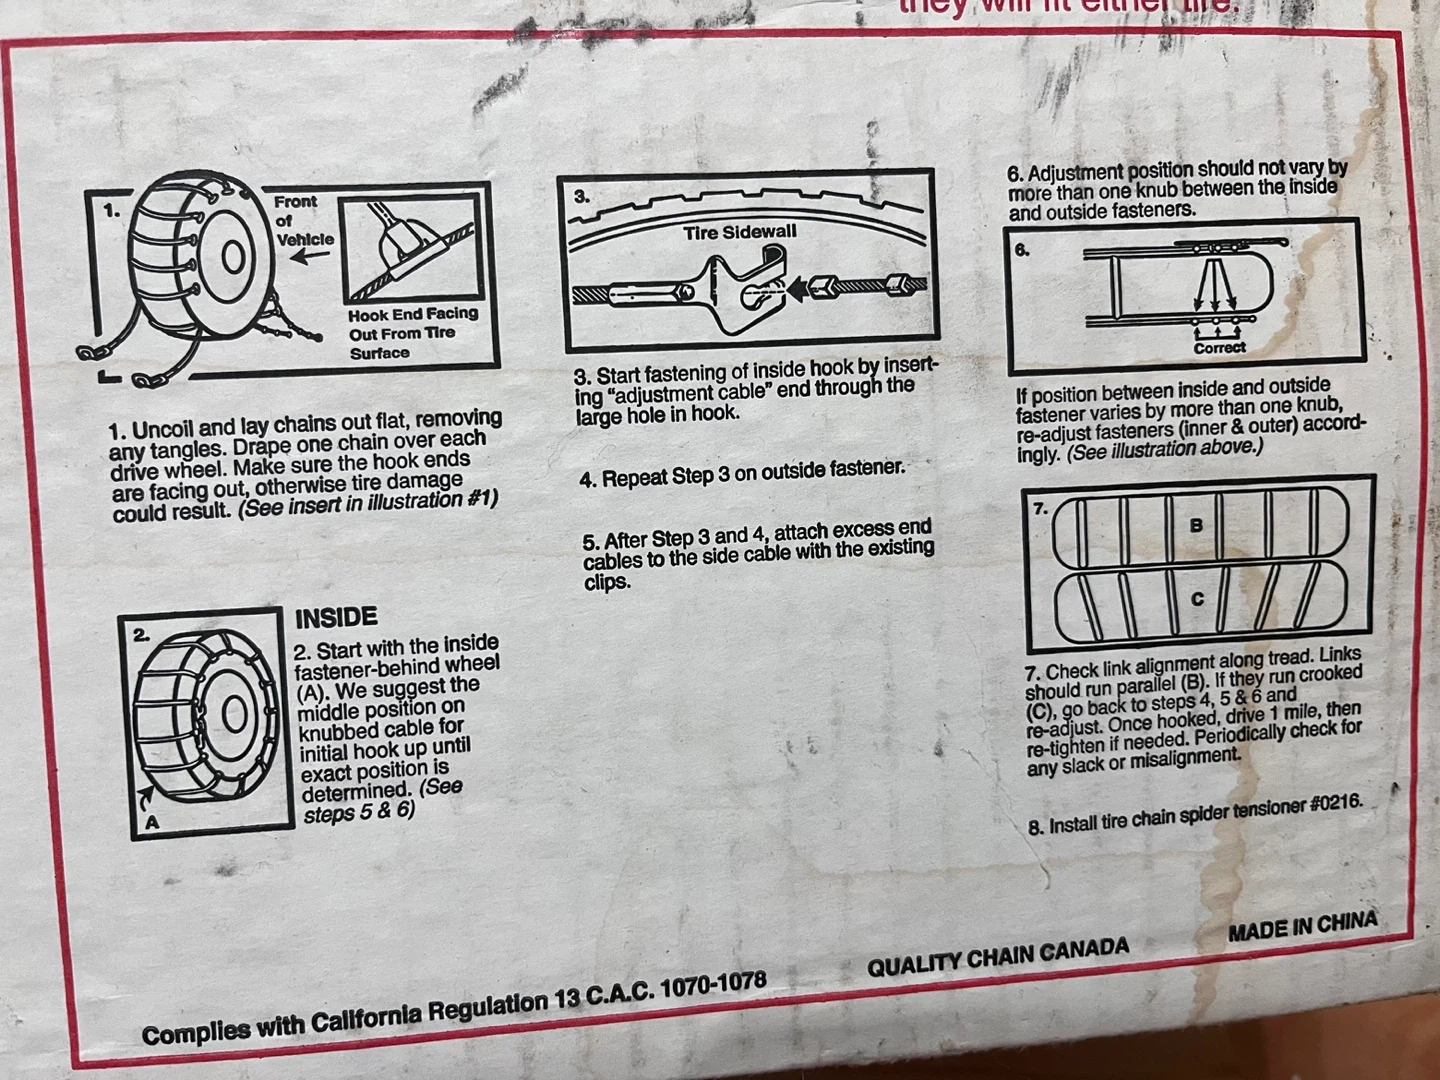 they will fit either tire.
1.
Front
of
Vehicle
Hook End Facing
Out From Tire
Surface
1. Uncoil and lay chains out flat, removing
any tangles. Drape one chain over each
drive wheel. Make sure the hook ends
are facing out, otherwise tire damage
could result. (See insert in illustration #1)
2.
A
INSIDE
2. Start with the inside
fastener-behind wheel
(A). We suggest the
middle position on
knubbed cable for
initial hook up until
exact position is
determined. (See
steps 5 & 6)
3.
Tire Sidewall
3. Start fastening of inside hook by insert-
ing “adjustment cable” end through the
large hole in hook.
4. Repeat Step 3 on outside fastener.
5. After Step 3 and 4, attach excess end
cables to the side cable with the existing
clips.
6. Adjustment position should not vary by
more than one knub between the inside
and outside fasteners.
6.
Correct
If position between inside and outside
fastener varies by more than one knub,
re-adjust fasteners (inner & outer) accord-
ingly. (See illustration above.)
7.
B
C
7. Check link alignment along tread. Links
should run parallel (B). If they run crooked
(C), go back to steps 4, 5 & 6 and
re-adjust. Once hooked, drive 1 mile, then
re-tighten if needed. Periodically check for
any slack or misalignment.
8. Install tire chain spider tensioner #0216.
Complies with California Regulation 13 C.A.C. 1070-1078
QUALITY CHAIN CANADA
MADE IN CHINA